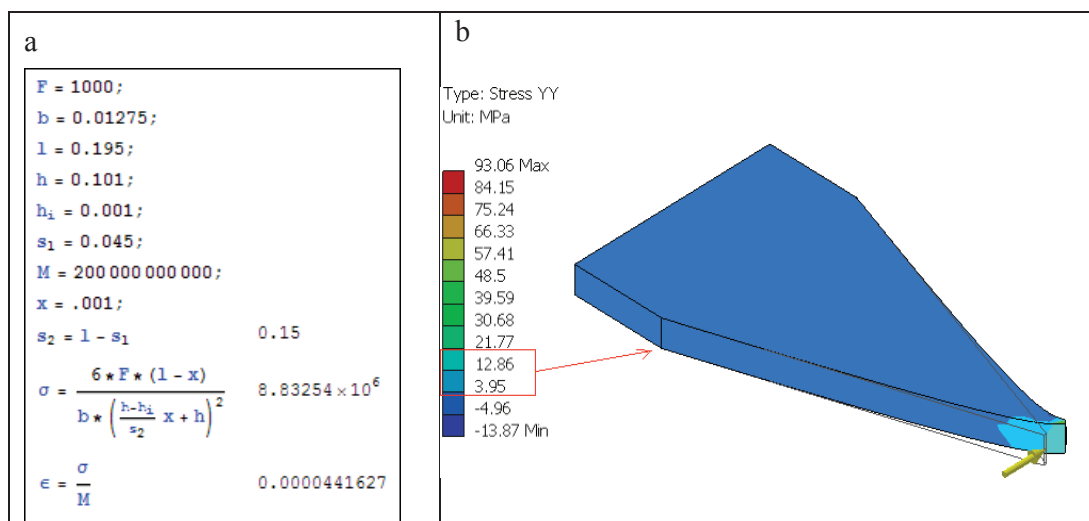 a
F = 1000;
b = 0.01275;
l = 0.195;
h = 0.101;
hᵢ = 0.001;
s₁ = 0.045;
M = 200 000 000 000;
x = .001;
s₂ = l - s₁ 0.15
σ = 6 * F * (l - x) / b * ((h-hᵢ)/s₂ x + h)² 8.83254 × 10⁶
ϵ = σ/M 0.0000441627
b
Type: Stress YY
Unit: MPa
93.06 Max
84.15
75.24
66.33
57.41
48.5
39.59
30.68
21.77
12.86
3.95
-4.96
-13.87 Min